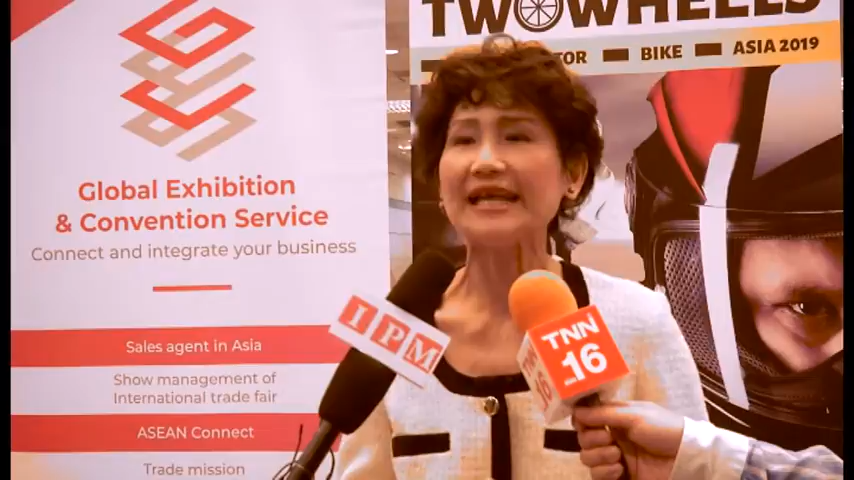 Global Exhibition
& Convention Service
Connect and integrate your business
Sales agent in Asia
Show management of
International trade fair
ASEAN Connect
Trade mission
TWOWHEELS
BIKE
ASIA 2019
IPM
TNN
16